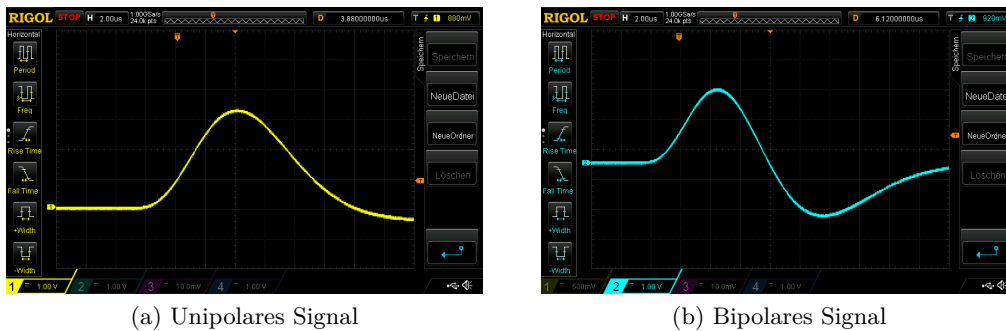 RIGOL STOP H 2.00us 1.00GSa/s 24.0k pts D 3.88000000us T 1 880mV
Horizontal
Period
Freq
Rise Time
Fall Time
+Width
-Width
Speichern
Speichern
NeueDatei
NeueOrdner
Löschen
1 = 1.00 V 2 = 1.00 V 3 = 10.0mV 4 = 1.00 V
(a) Unipolares Signal
RIGOL STOP H 2.00us 1.00GSa/s 24.0k pts D 6.12000000us T 2 920mV
Horizontal
Period
Freq
Rise Time
Fall Time
+Width
-Width
Speichern
Speichern
NeueDatei
NeueOrdner
Löschen
1 = 500mV 2 = 1.00 V 3 = 10.0mV 4 = 1.00 V
(b) Bipolares Signal